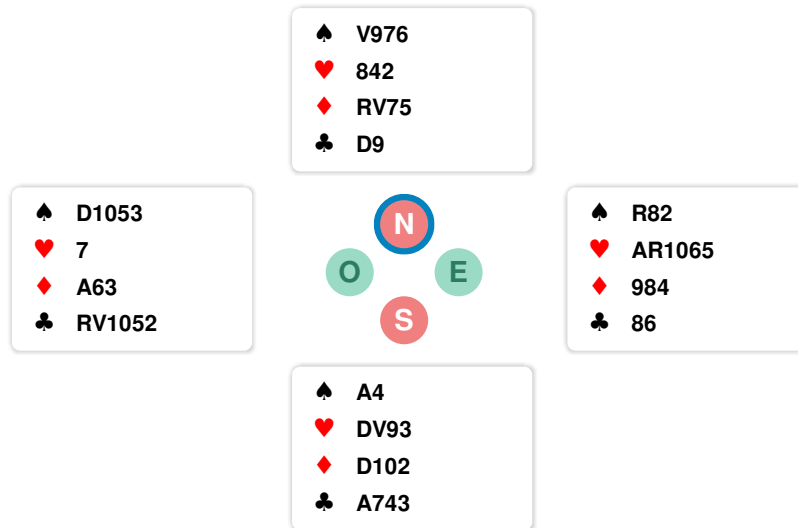 ♠ V976
♥ 842
♦ RV75
♣ D9
♠ D1053
♥ 7
♦ A63
♣ RV1052
N
O E
S
♠ R82
♥ AR1065
♦ 984
♣ 86
♠ A4
♥ DV93
♦ D102
♣ A743